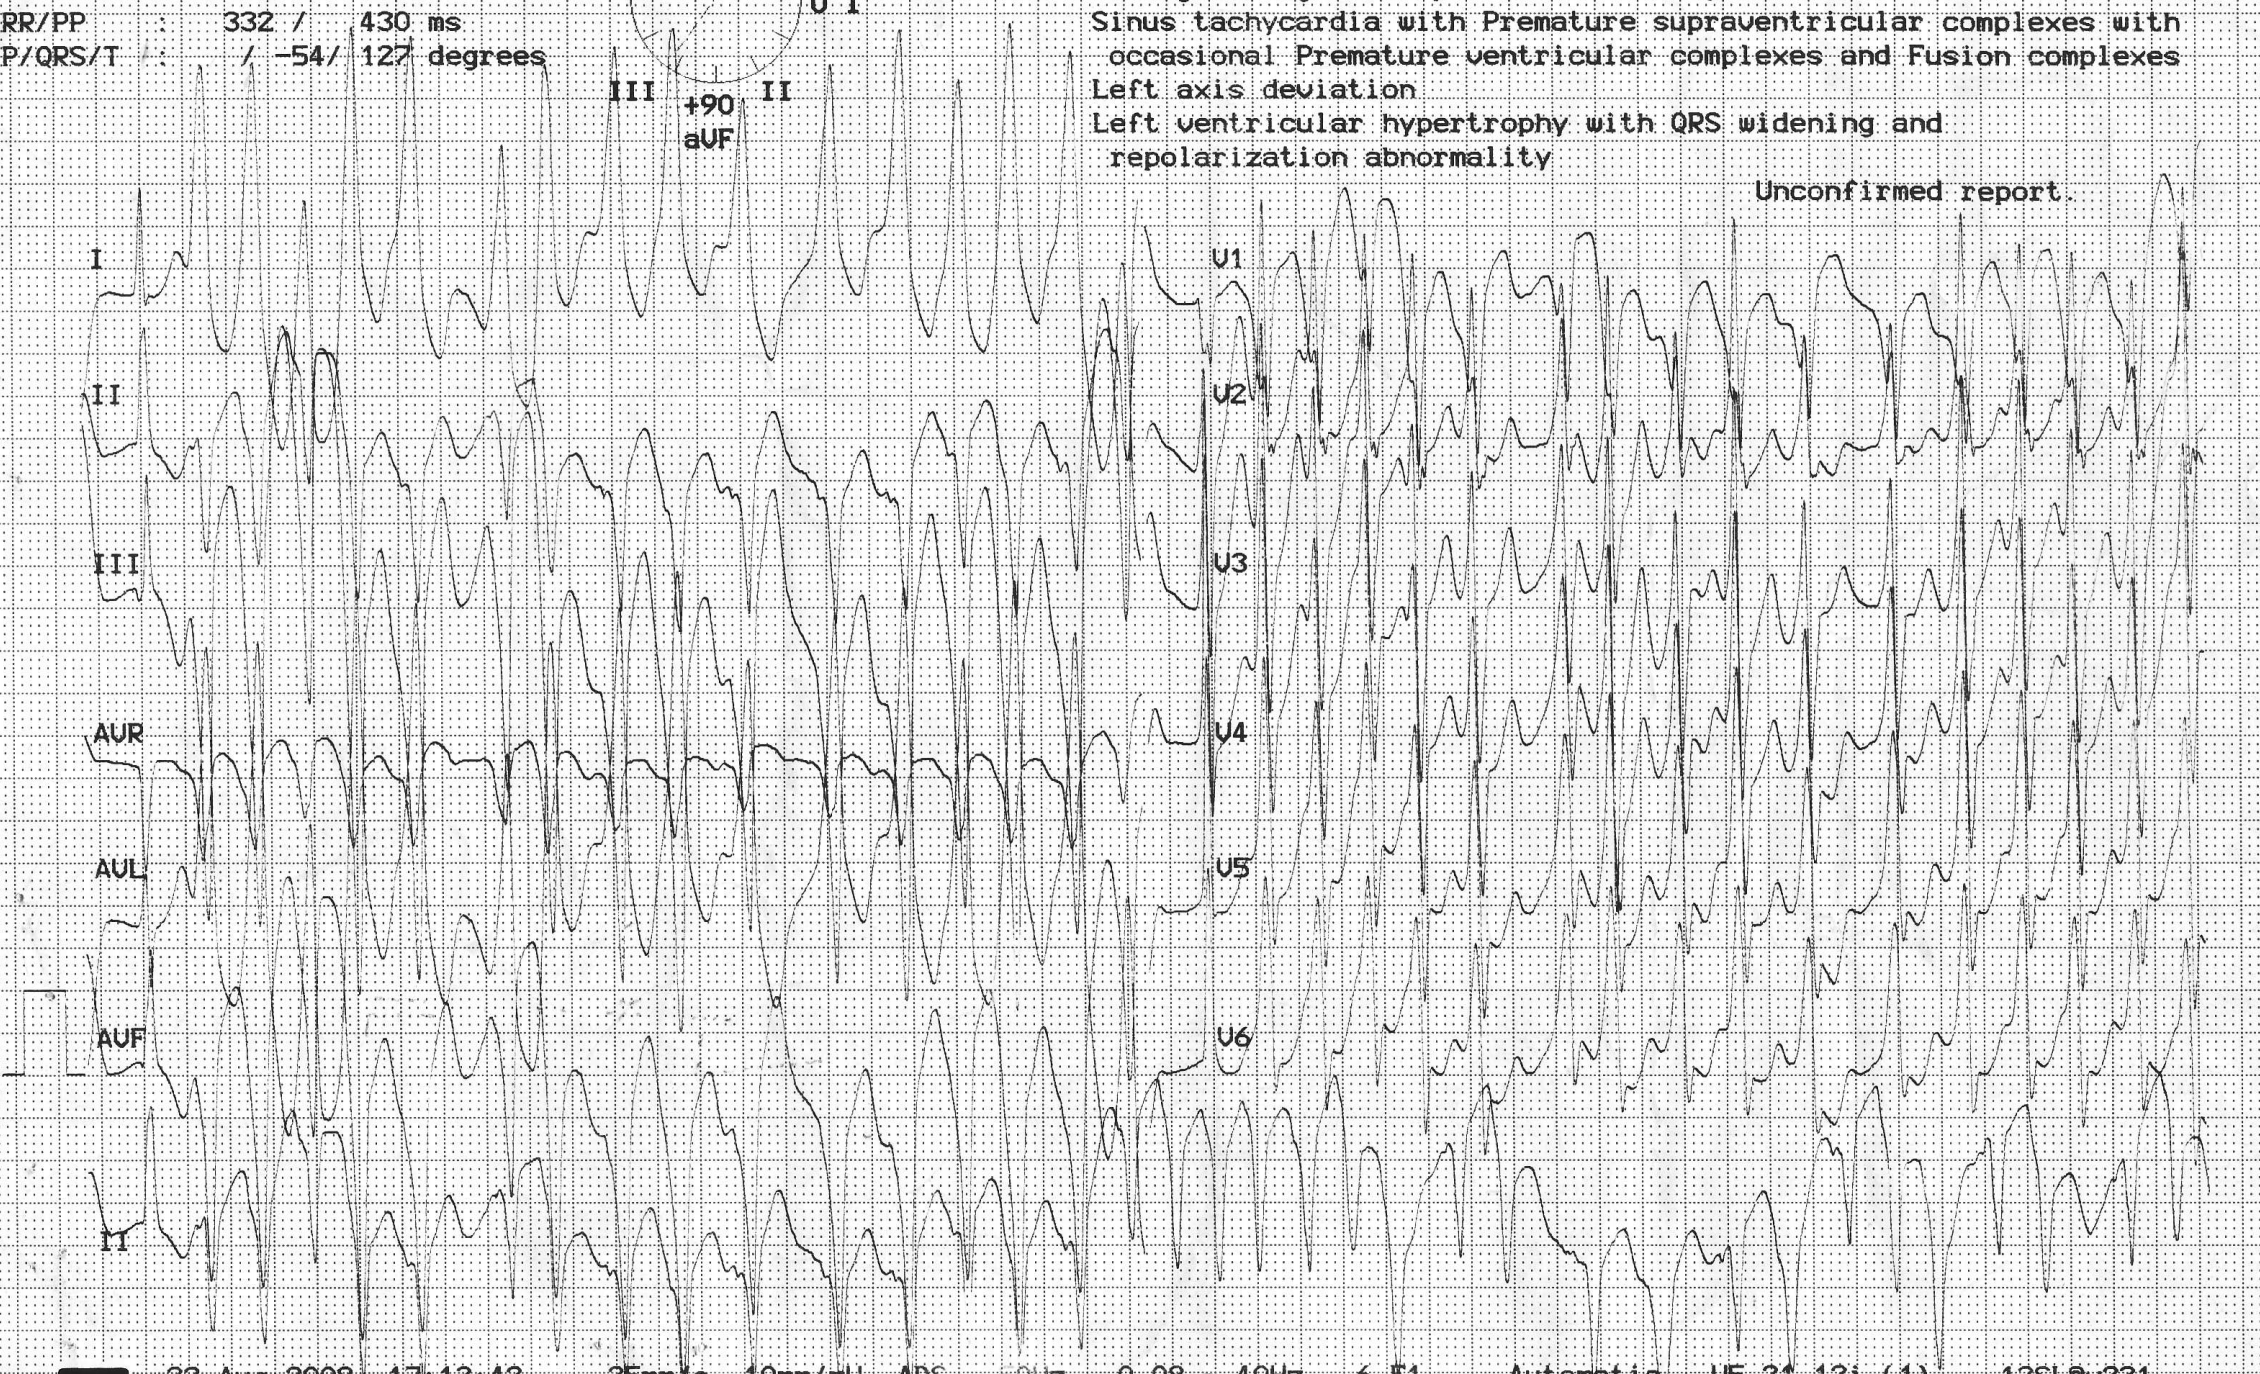 RR/PP : 332 / 430 ms
P/QRS/T : / -54/ 127 degrees
III
+90
aVF
II
Sinus tachycardia with Premature supraventricular complexes with
occasional Premature ventricular complexes and Fusion complexes
Left axis deviation
Left ventricular hypertrophy with QRS widening and
repolarization abnormality
Unconfirmed report.
I
II
III
AVR
AVL
AVF
II
V1
V2
V3
V4
V5
V6